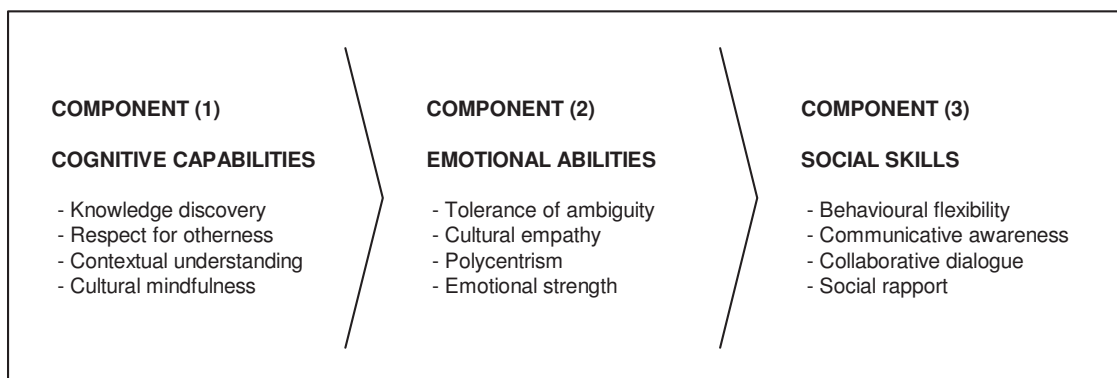 COMPONENT (1)
COGNITIVE CAPABILITIES
- Knowledge discovery
- Respect for otherness
- Contextual understanding
- Cultural mindfulness
COMPONENT (2)
EMOTIONAL ABILITIES
- Tolerance of ambiguity
- Cultural empathy
- Polycentrism
- Emotional strength
COMPONENT (3)
SOCIAL SKILLS
- Behavioural flexibility
- Communicative awareness
- Collaborative dialogue
- Social rapport